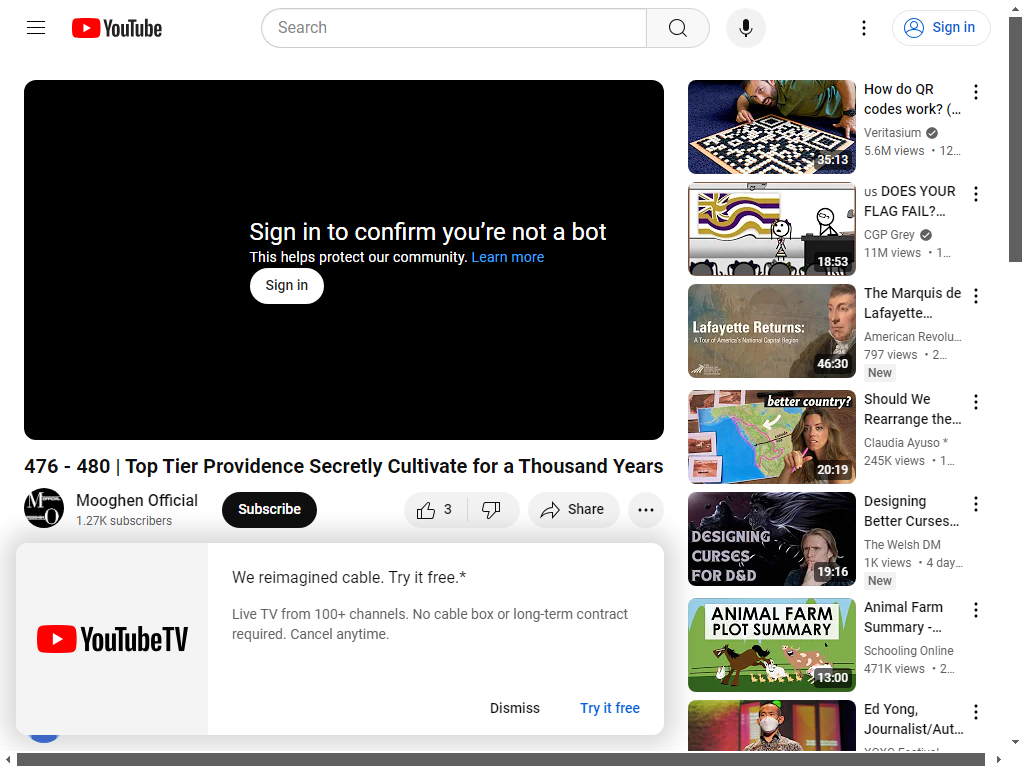 YouTube
Search
Sign in
Sign in to confirm you're not a bot
This helps protect our community. Learn more
Sign in
476 - 480 | Top Tier Providence Secretly Cultivate for a Thousand Years
Mooghen Official
1.27K subscribers
Subscribe
3
Share
We reimagined cable. Try it free.*
Live TV from 100+ channels. No cable box or long-term contract
required. Cancel anytime.
YouTubeTV
Dismiss
Try it free
35:13
How do QR
codes work? (...
Veritasium
5.6M views • 12...
18:53
us DOES YOUR
FLAG FAIL?...
CGP Grey
11M views • 1...
Lafayette Returns:
A Tour of America's National Capital Region
46:30
The Marquis de
Lafayette...
American Revolu...
797 views • 2...
New
better country?
20:19
Should We
Rearrange the...
Claudia Ayuso *
245K views • 1...
DESIGNING
CURSES
FOR D&D
19:16
Designing
Better Curses...
The Welsh DM
1K views • 4 day...
New
ANIMAL FARM
PLOT SUMMARY
13:00
Animal Farm
Summary -...
Schooling Online
471K views • 2...
Ed Yong,
Journalist/Aut...
XOXO Festival